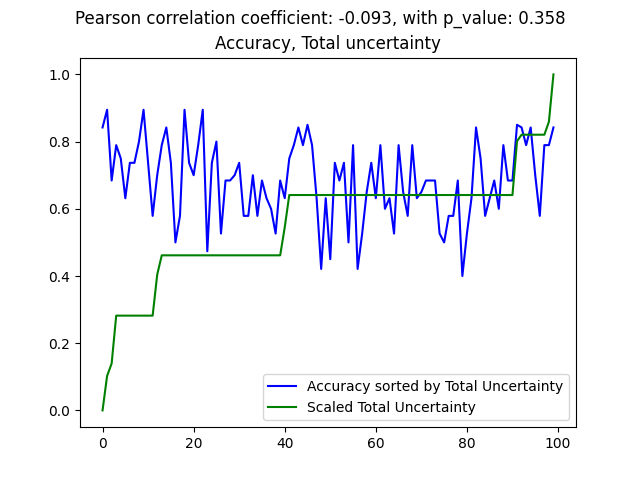 Pearson correlation coefficient: -0.093, with p_value: 0.358
Accuracy, Total uncertainty
1.0
0.8
0.6
0.4
0.2
0.0
Accuracy sorted by Total Uncertainty
Scaled Total Uncertainty
0 20 40 60 80 100